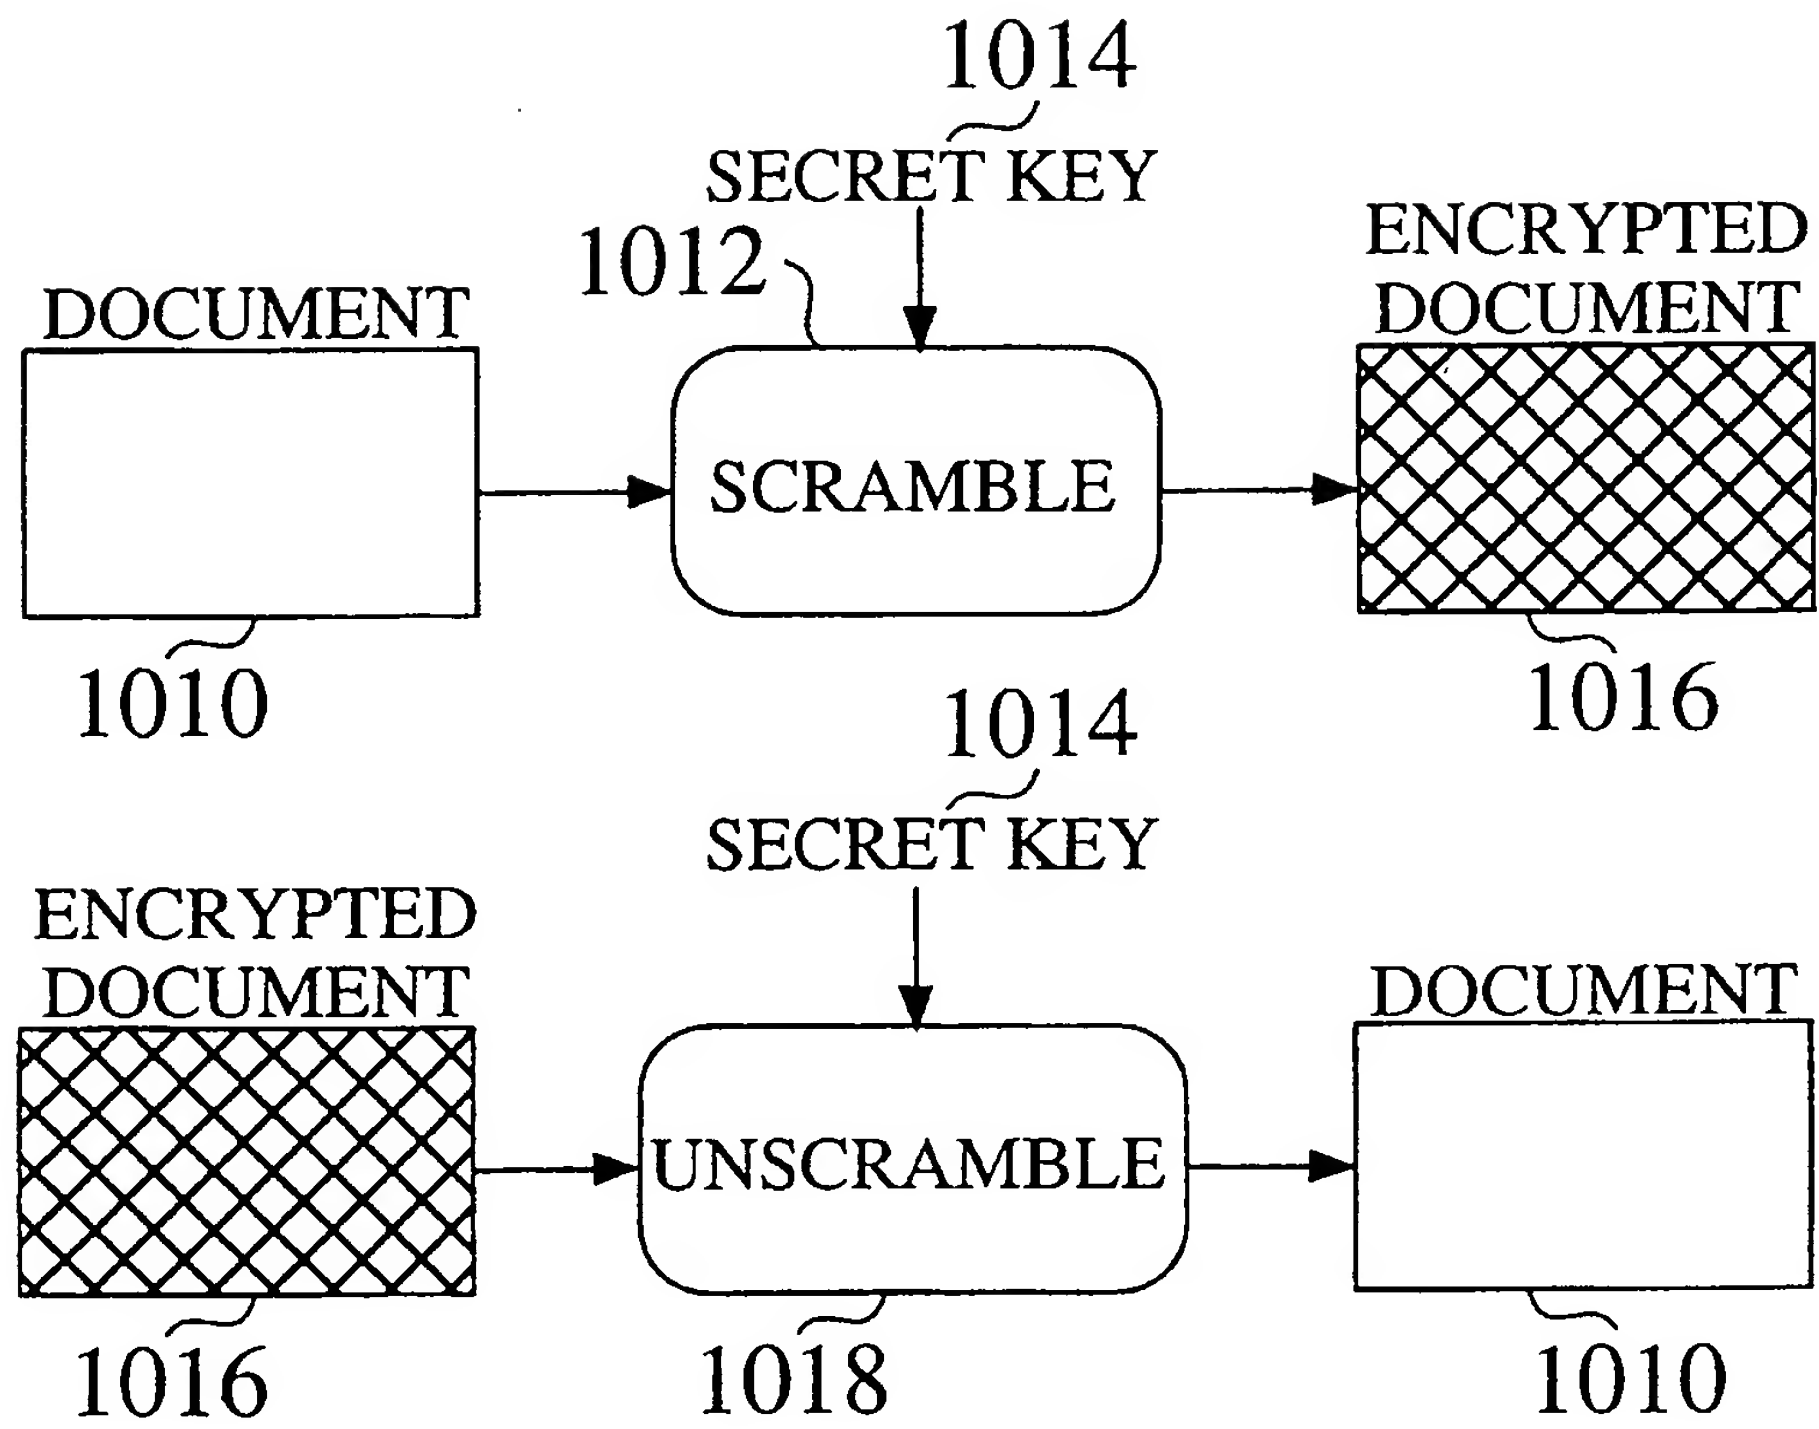 1014
SECRET KEY
1012
ENCRYPTED
DOCUMENT
DOCUMENT
SCRAMBLE
1010
1016
1014
SECRET KEY
ENCRYPTED
DOCUMENT
DOCUMENT
UNSCRAMBLE
1016
1018
1010